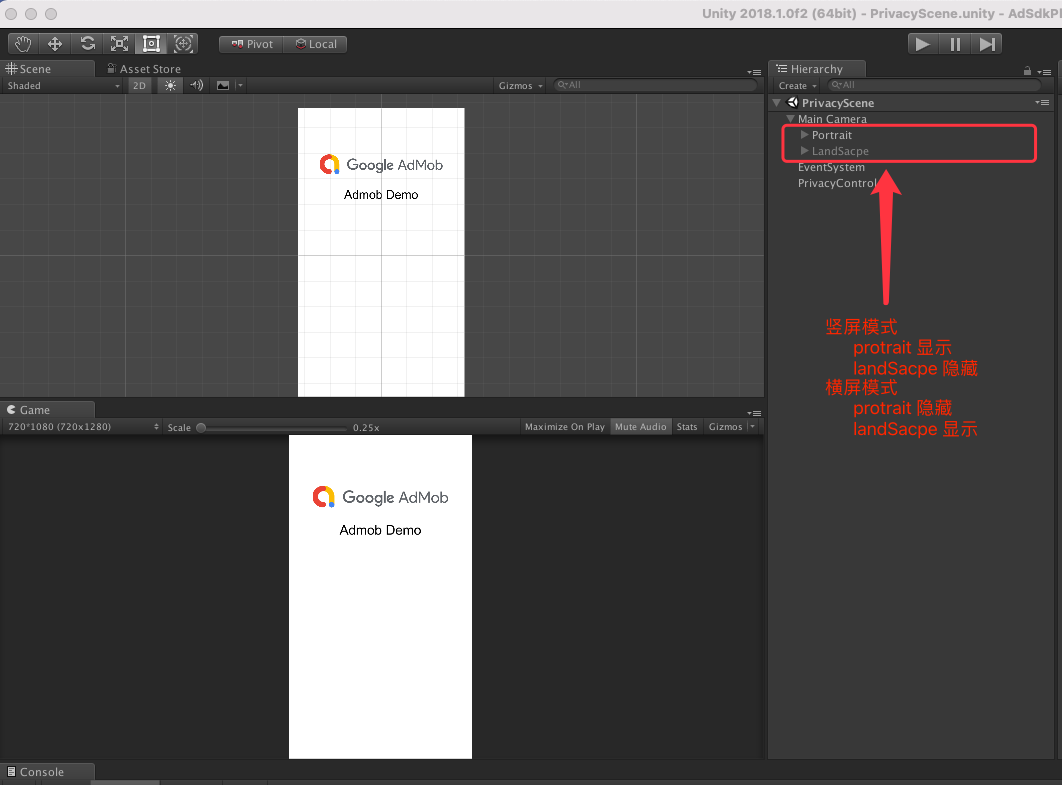 Unity 2018.1.0f2 (64bit) - PrivacyScene.unity - AdSdkPl
Pivot Local
Scene Asset Store
Shaded 2D Gizmos All
Google AdMob
Admob Demo
Game
720*1080 (720x1280) Scale 0.25x Maximize On Play Mute Audio Stats Gizmos
Google AdMob
Admob Demo
Console
Hierarchy
Create All
PrivacyScene
Main Camera
Portrait
LandSacpe
EventSystem
PrivacyControl
竖屏模式
protrait 显示
landSacpe 隐藏
横屏模式
protrait 隐藏
landSacpe 显示